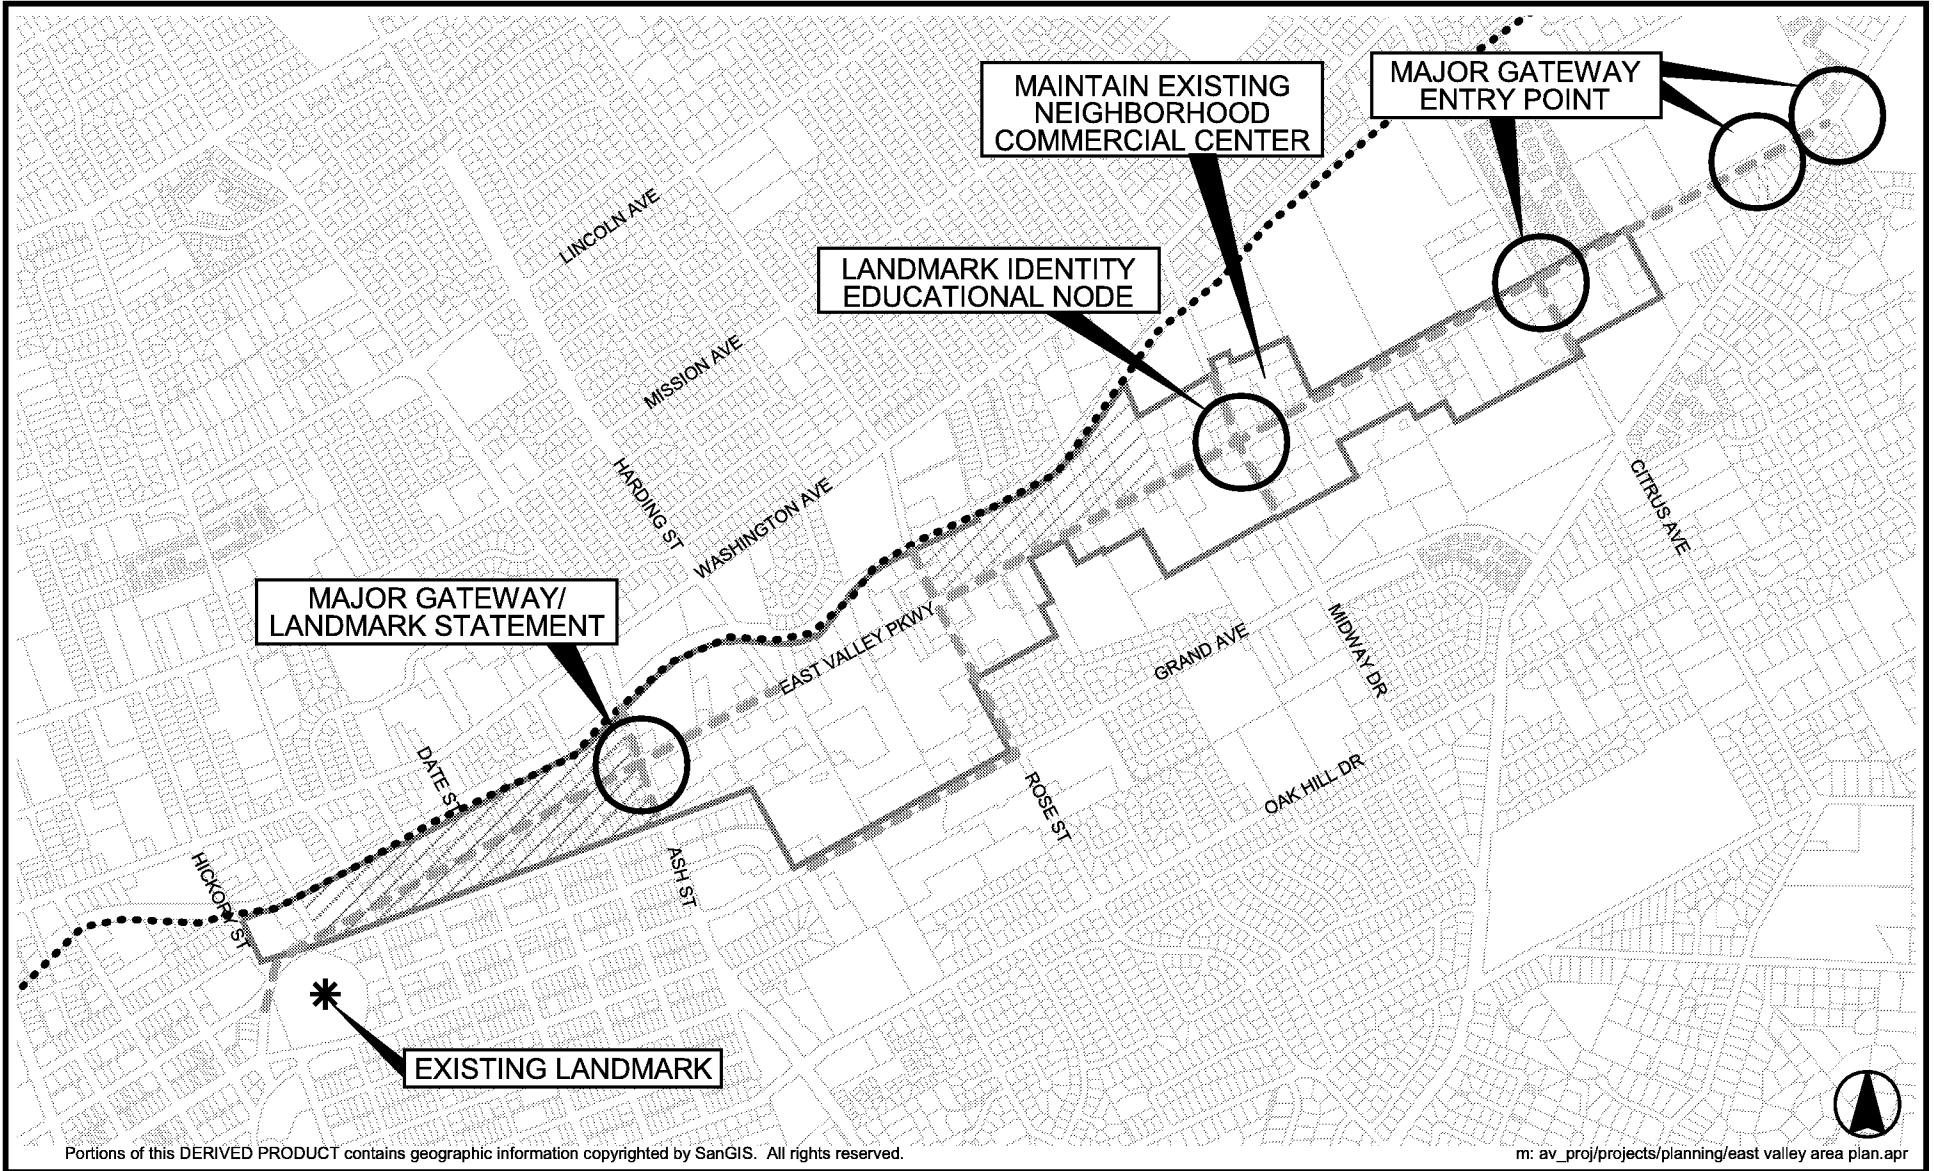 MAJOR GATEWAY
ENTRY POINT
MAINTAIN EXISTING
NEIGHBORHOOD
COMMERCIAL CENTER
LINCOLN AVE
LANDMARK IDENTITY
EDUCATIONAL NODE
MISSION AVE
HARDING ST
WASHINGTON AVE
CITRUS AVE
MAJOR GATEWAY/
LANDMARK STATEMENT
EAST VALLEY PKWY
GRAND AVE
MIDWAY DR
DATE ST
ROSE ST
OAK HILL DR
HICKORY ST
ASH ST
EXISTING LANDMARK
Portions of this DERIVED PRODUCT contains geographic information copyrighted by SanGIS. All rights reserved.
m: av_proj/projects/planning/east valley area plan.apr